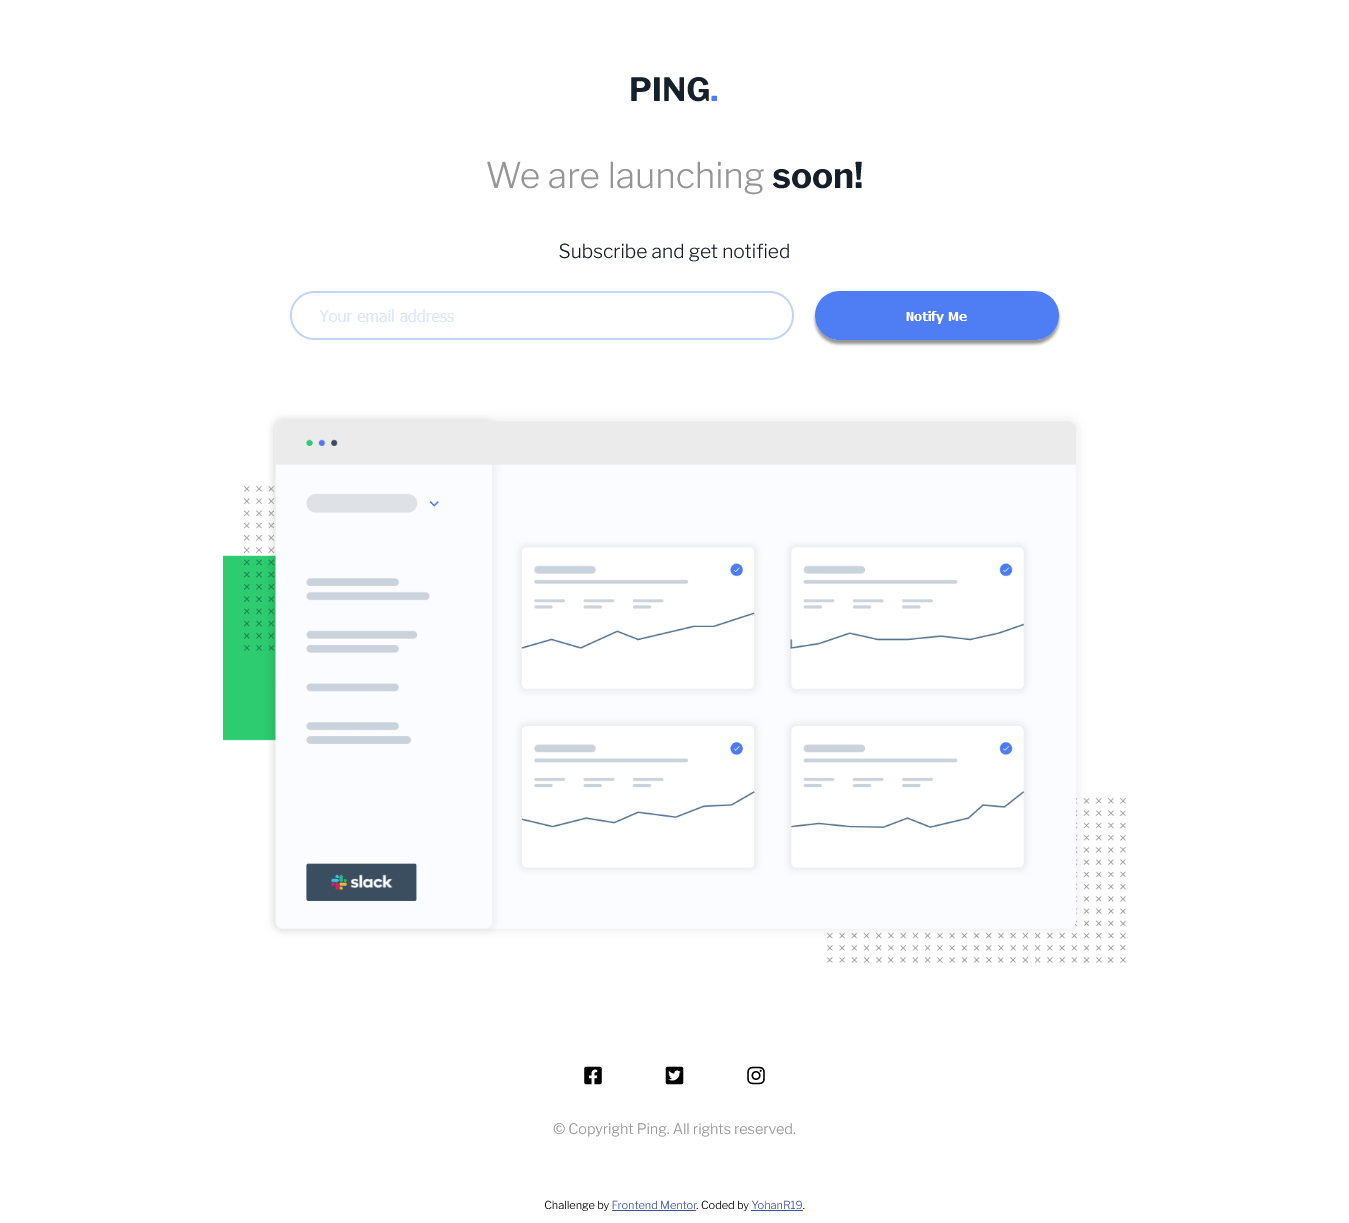 PING.
We are launching soon!
Subscribe and get notified
Your email address
Notify Me
slack
© Copyright Ping. All rights reserved.
Challenge by Frontend Mentor. Coded by YohanR19.